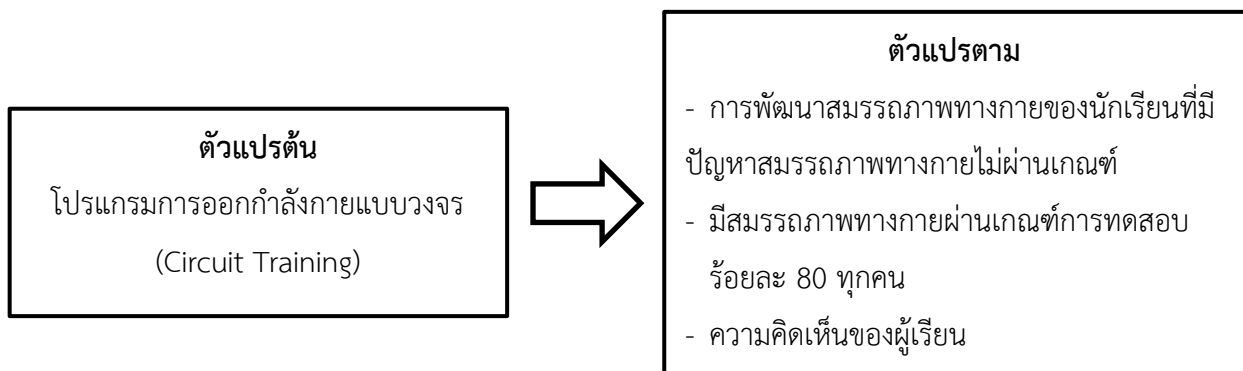 ตัวแปรต้น
โปรแกรมการออกกำลังกายแบบวงจร
(Circuit Training)
ตัวแปรตาม
- การพัฒนาสมรรถภาพทางกายของนักเรียนที่มี
ปัญหาสมรรถภาพทางกายไม่ผ่านเกณฑ์
- มีสมรรถภาพทางกายผ่านเกณฑ์การทดสอบ
ร้อยละ 80 ทุกคน
- ความคิดเห็นของผู้เรียน